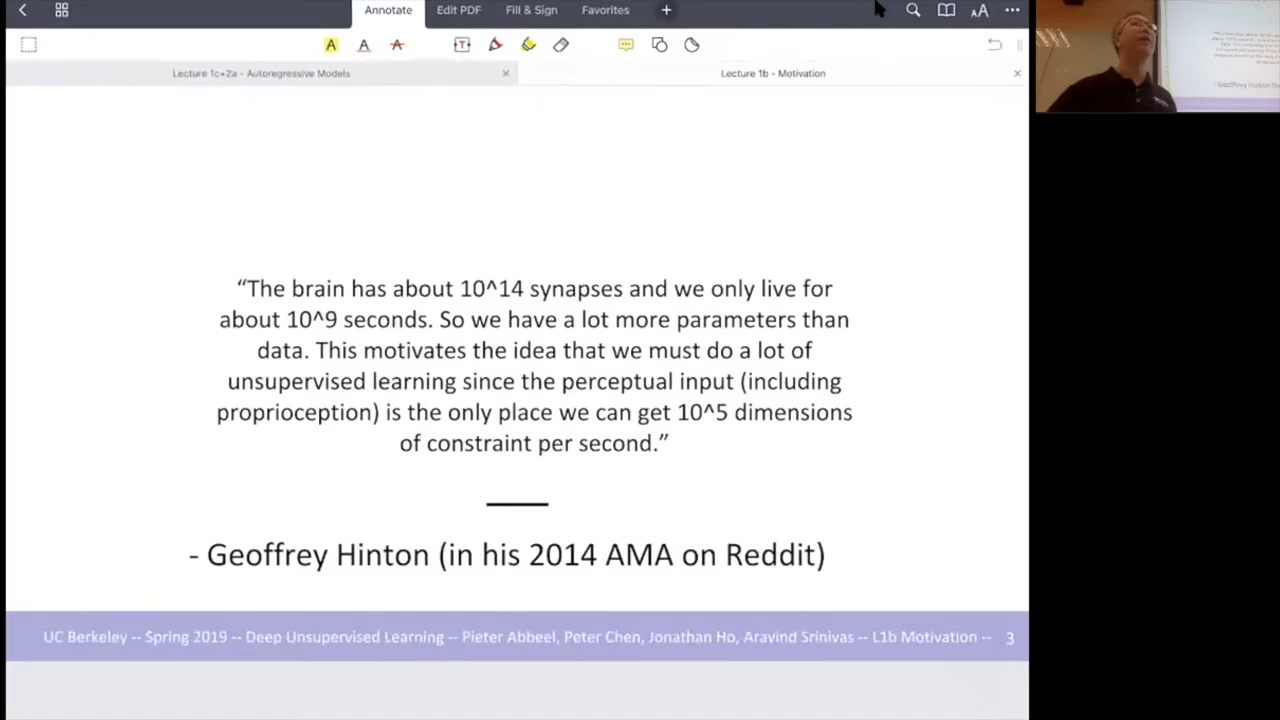 Annotate Edit PDF Fill & Sign Favorites
Lecture 1c+2a - Autoregressive Models
Lecture 1b - Motivation
“The brain has about 10^14 synapses and we only live for
about 10^9 seconds. So we have a lot more parameters than
data. This motivates the idea that we must do a lot of
unsupervised learning since the perceptual input (including
proprioception) is the only place we can get 10^5 dimensions
of constraint per second.”
- Geoffrey Hinton (in his 2014 AMA on Reddit)
UC Berkeley -- Spring 2019 -- Deep Unsupervised Learning -- Pieter Abbeel, Peter Chen, Jonathan Ho, Aravind Srinivas -- L1b Motivation -- 3